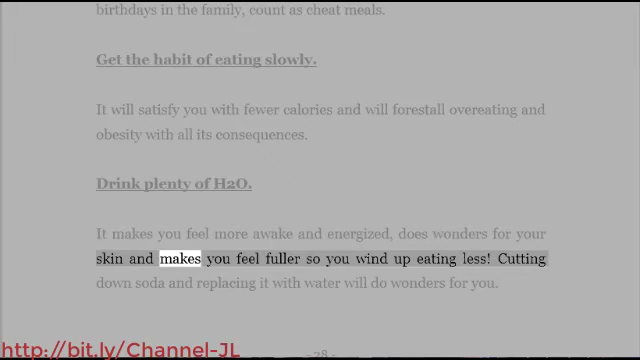 birthdays in the family, count as cheat meals.
Get the habit of eating slowly.
It will satisfy you with fewer calories and will forestall overeating and
obesity with all its consequences.
Drink plenty of H2O.
It makes you feel more awake and energized, does wonders for your
skin and makes you feel fuller so you wind up eating less! Cutting
down soda and replacing it with water will do wonders for you.
http://bit.ly/Channel-JL
- 28 -